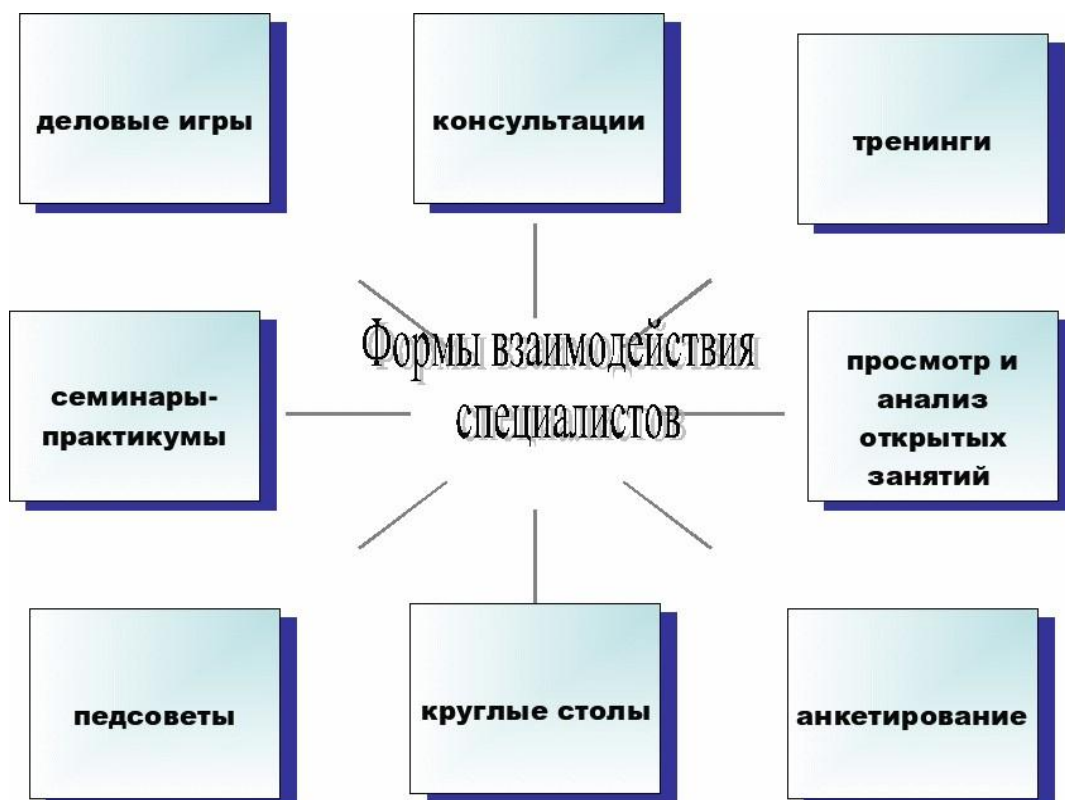 деловые игры
консультации
тренинги
Формы взаимодействия
специалистов
семинары-
практикумы
просмотр и
анализ
открытых
занятий
педсоветы
круглые столы
анкетирование